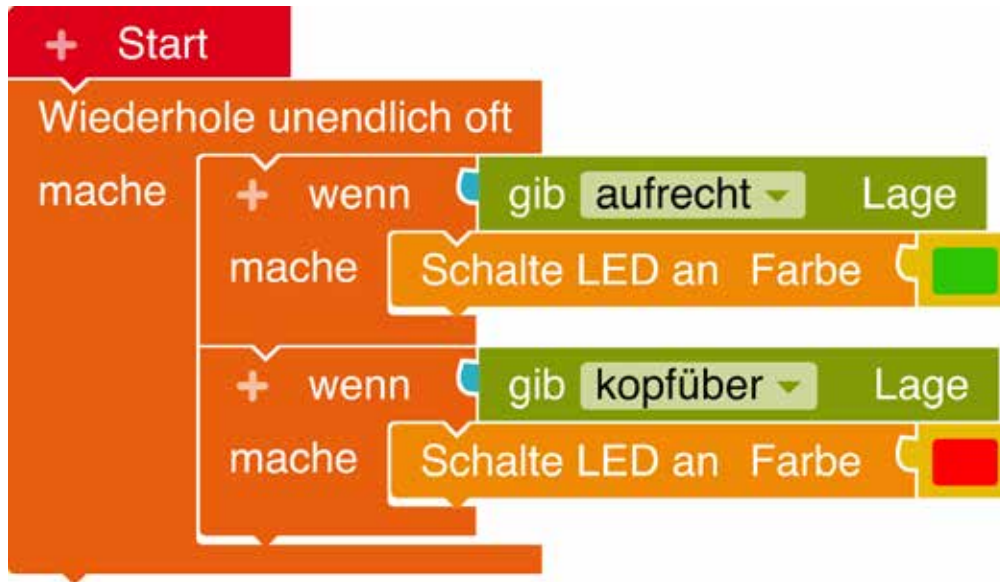 + Start
Wiederhole unendlich oft
mache + wenn gib aufrecht Lage
mache Schalte LED an Farbe
+ wenn gib kopfüber Lage
mache Schalte LED an Farbe